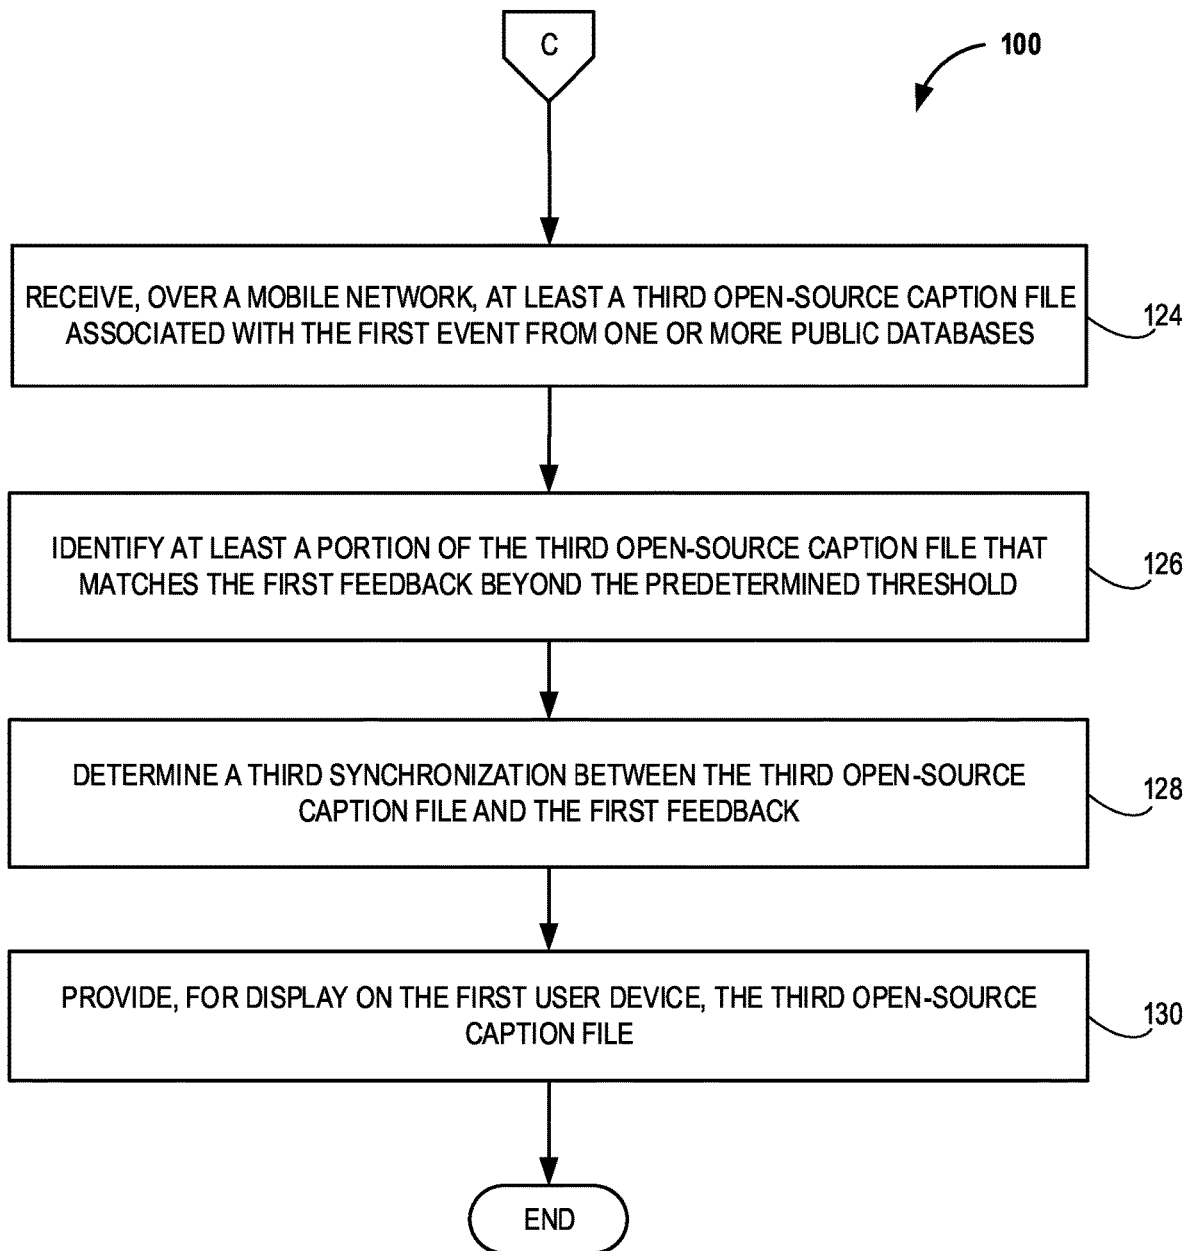 C
100
RECEIVE, OVER A MOBILE NETWORK, AT LEAST A THIRD OPEN-SOURCE CAPTION FILE
ASSOCIATED WITH THE FIRST EVENT FROM ONE OR MORE PUBLIC DATABASES
124
IDENTIFY AT LEAST A PORTION OF THE THIRD OPEN-SOURCE CAPTION FILE THAT
MATCHES THE FIRST FEEDBACK BEYOND THE PREDETERMINED THRESHOLD
126
DETERMINE A THIRD SYNCHRONIZATION BETWEEN THE THIRD OPEN-SOURCE
CAPTION FILE AND THE FIRST FEEDBACK
128
PROVIDE, FOR DISPLAY ON THE FIRST USER DEVICE, THE THIRD OPEN-SOURCE
CAPTION FILE
130
END